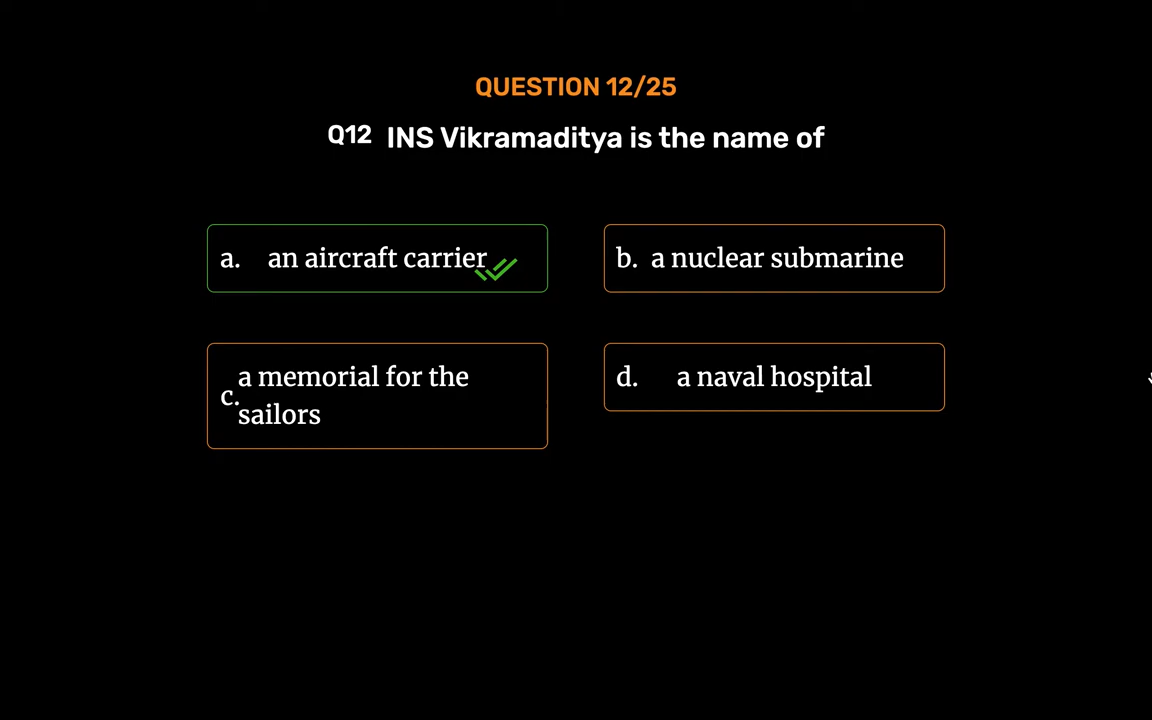 QUESTION 12/25
Q12 INS Vikramaditya is the name of
a. an aircraft carrier
b. a nuclear submarine
c. a memorial for the
sailors
d. a naval hospital